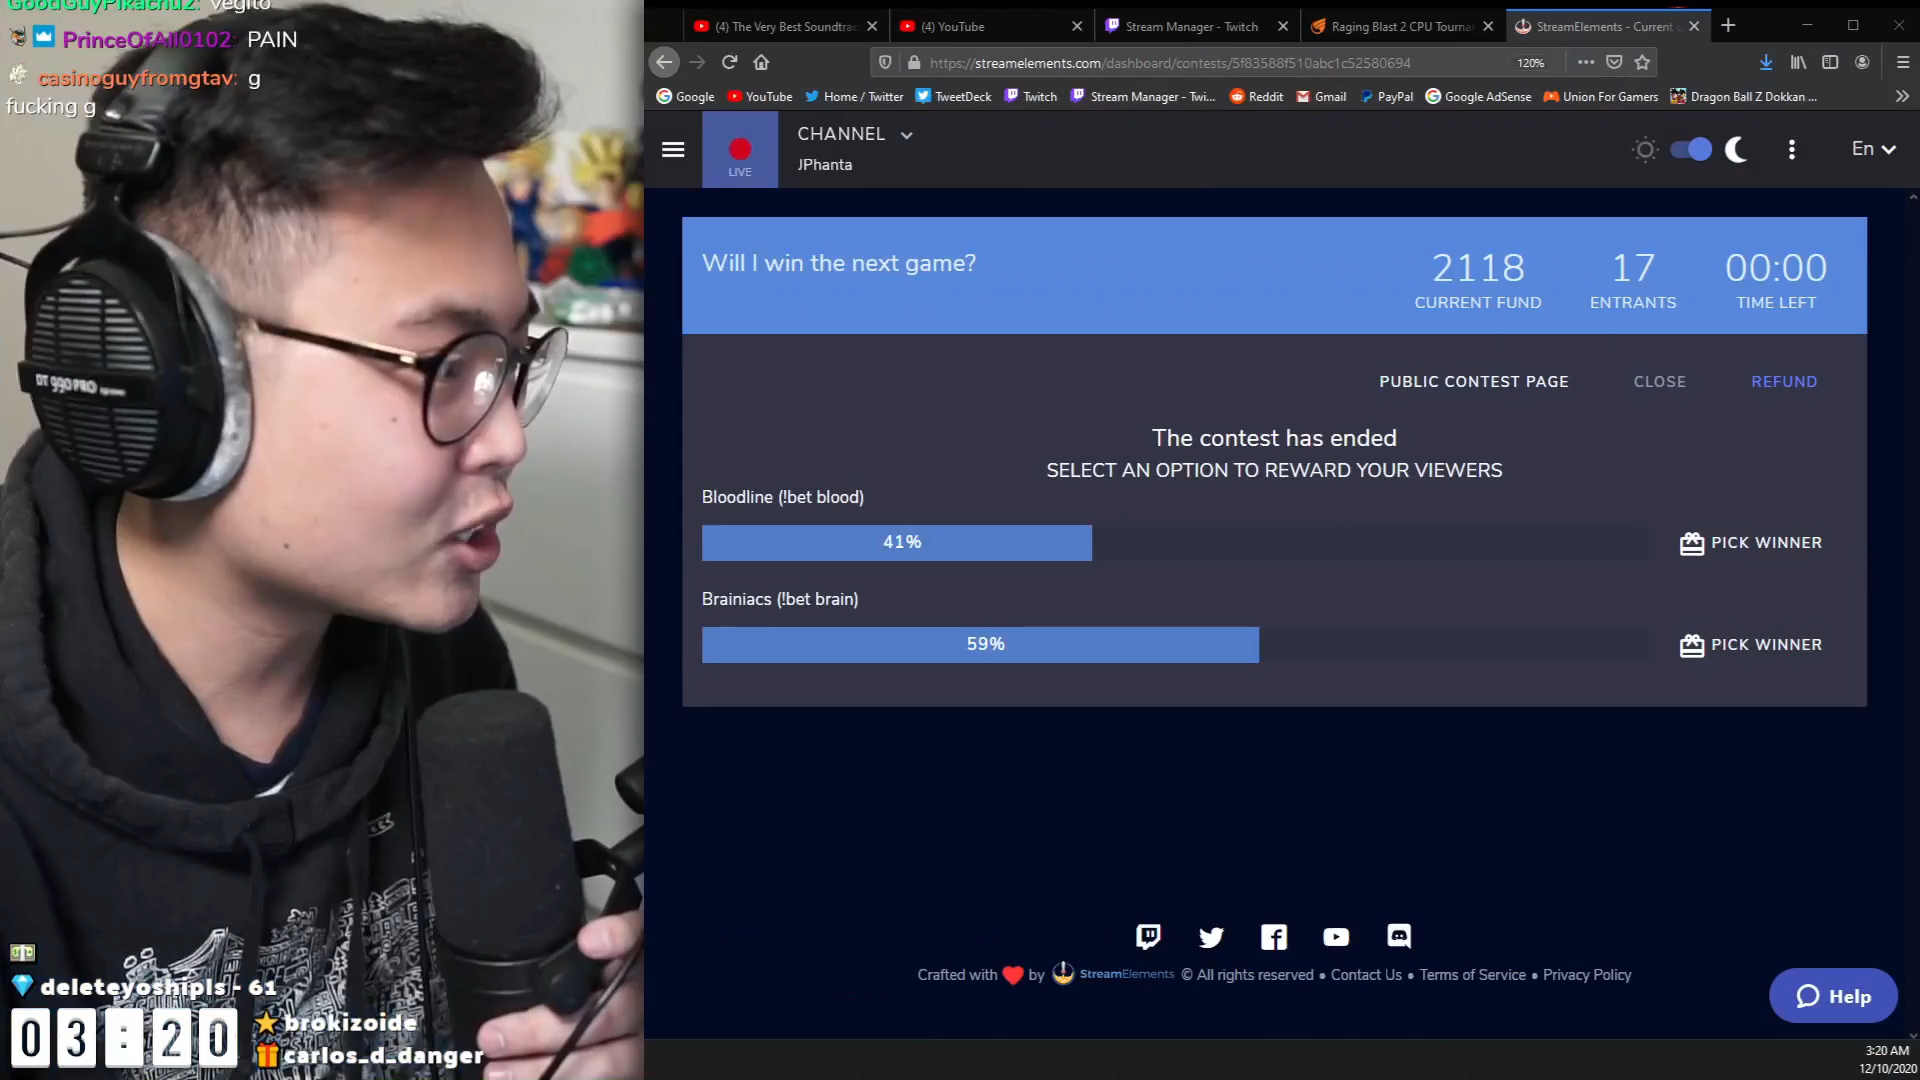 GoodGuyPikachu2: vegito
PrinceOfAll0102: PAIN
casinoguyfromgtav: g
fucking g
DT 990 PRO
deleteyoshipls - 61
03:20
brokizoide
carlos_d_danger
(4) The Very Best Soundtrac
(4) YouTube
Stream Manager - Twitch
Raging Blast 2 CPU Tourna
StreamElements - Current
https://streamelements.com/dashboard/contests/5f83588f510abc1c52580694
120%
Google YouTube Home / Twitter TweetDeck Twitch Stream Manager - Twi... Reddit Gmail PayPal Google AdSense Union For Gamers Dragon Ball Z Dokkan ...
LIVE
CHANNEL
JPhanta
En
Will I win the next game?
2118 17 00:00
CURRENT FUND ENTRANTS TIME LEFT
PUBLIC CONTEST PAGE CLOSE REFUND
The contest has ended
SELECT AN OPTION TO REWARD YOUR VIEWERS
Bloodline (!bet blood)
41% PICK WINNER
Brainiacs (!bet brain)
59% PICK WINNER
Crafted with ❤ by StreamElements © All rights reserved • Contact Us • Terms of Service • Privacy Policy
Help
3:20 AM
12/10/2020